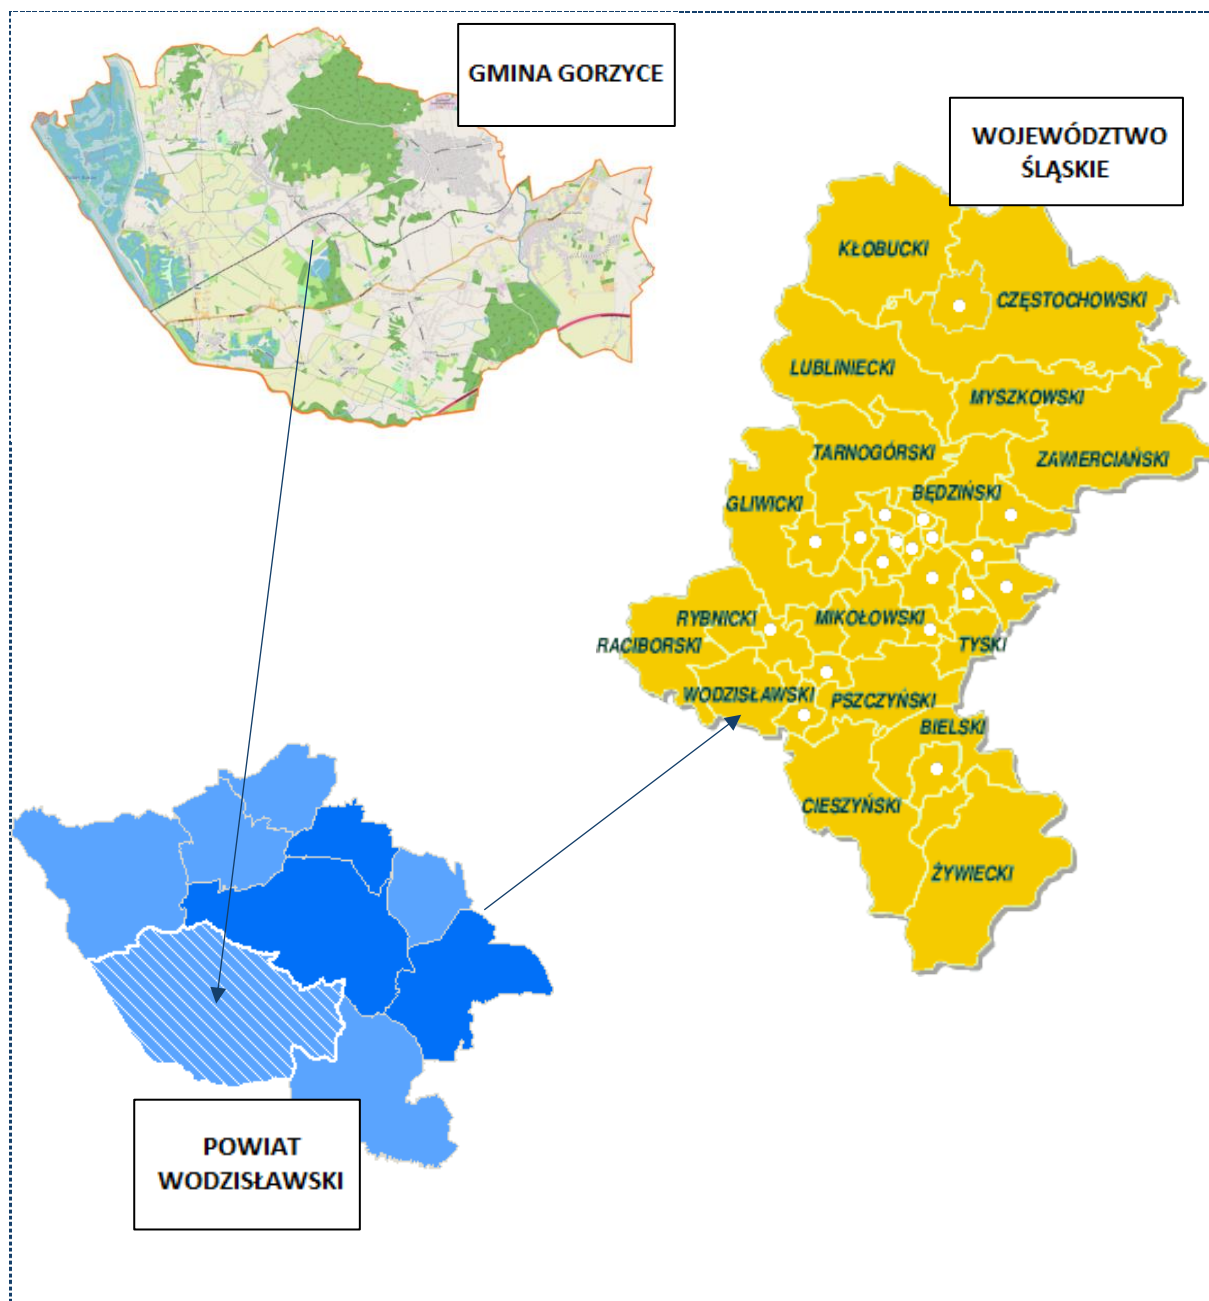 GMINA GORZYCE
WOJEWÓDZTWO
ŚLĄSKIE
KŁOBUCKI
CZĘSTOCHOWSKI
LUBLINIECKI
MYSZKOWSKI
TARNOGÓRSKI
ZAWIERCIAŃSKI
BĘDZIŃSKI
GLIWICKI
RYBNICKI
MIKOŁOWSKI
RACIBORSKI
TYSKI
WODZISŁAWSKI
PSZCZYŃSKI
BIELSKI
CIESZYŃSKI
ŻYWIECKI
POWIAT
WODZISŁAWSKI